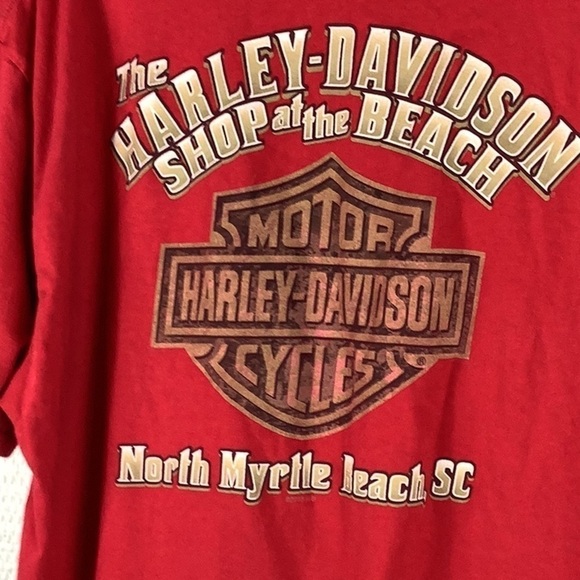 The
HARLEY-DAVIDSON
SHOP at the BEACH
MOTOR
HARLEY-DAVIDSON
CYCLES
North Myrtle Beach, SC